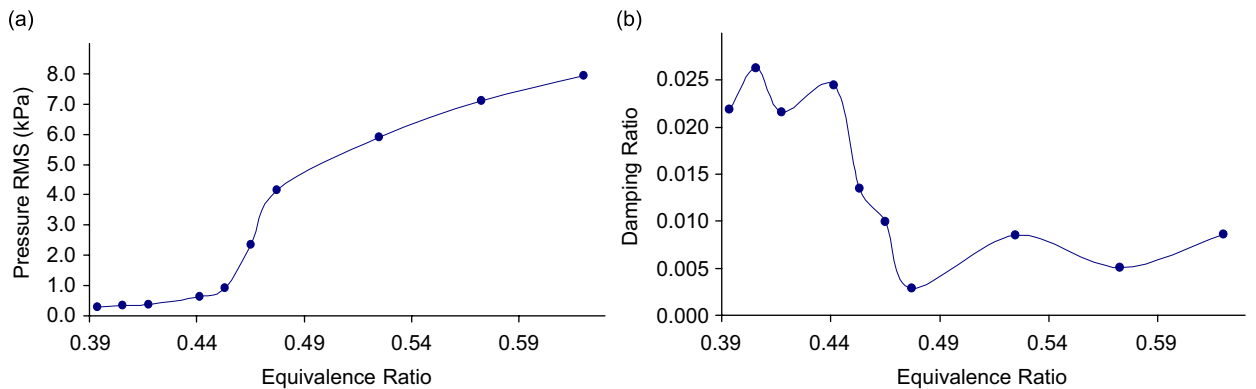 (a)
Pressure RMS (kPa)
8.0
7.0
6.0
5.0
4.0
3.0
2.0
1.0
0.0
0.39 0.44 0.49 0.54 0.59
Equivalence Ratio
(b)
Damping Ratio
0.025
0.020
0.015
0.010
0.005
0.000
0.39 0.44 0.49 0.54 0.59
Equivalence Ratio